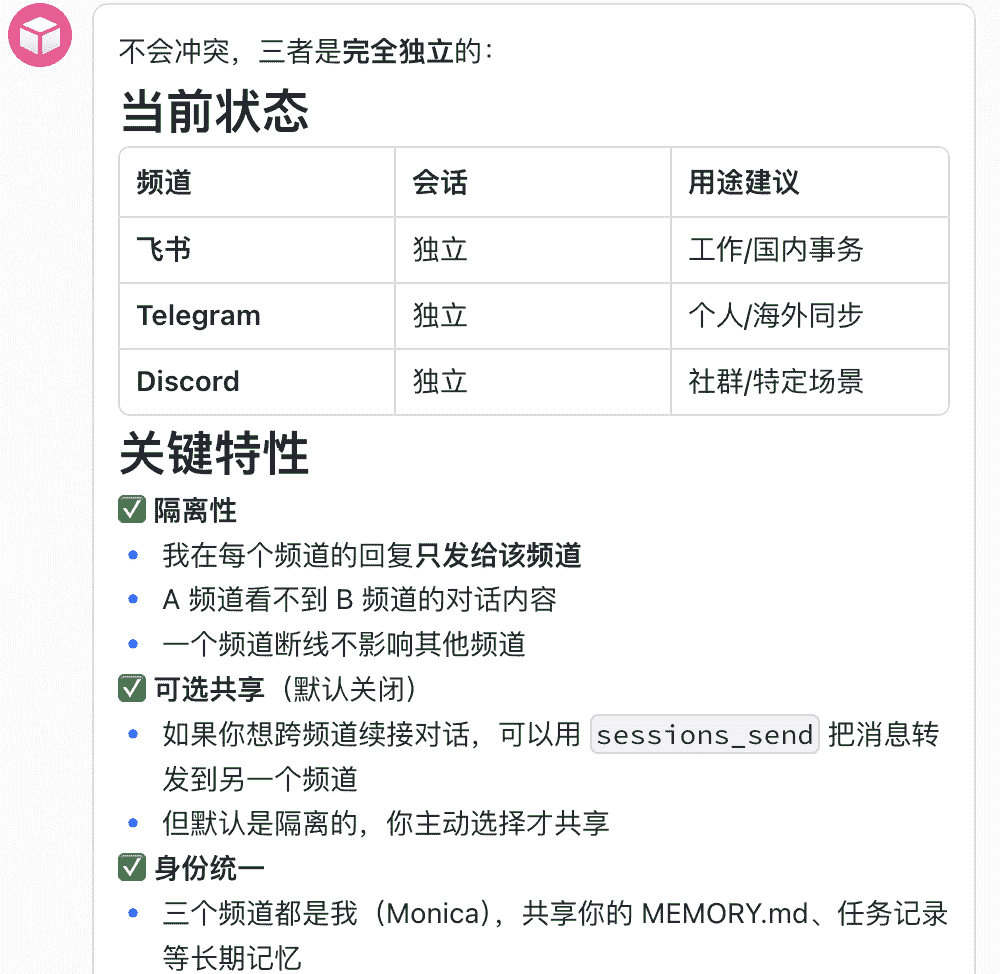 不会冲突，三者是完全独立的：
当前状态
频道 会话 用途建议
飞书 独立 工作/国内事务
Telegram 独立 个人/海外同步
Discord 独立 社群/特定场景
关键特性
✅ 隔离性
• 我在每个频道的回复只发给该频道
• A 频道看不到 B 频道的对话内容
• 一个频道断线不影响其他频道
✅ 可选共享（默认关闭）
• 如果你想跨频道续接对话，可以用 sessions_send 把消息转
发到另一个频道
• 但默认是隔离的，你主动选择才共享
✅ 身份统一
• 三个频道都是我（Monica），共享你的 MEMORY.md、任务记录
等长期记忆